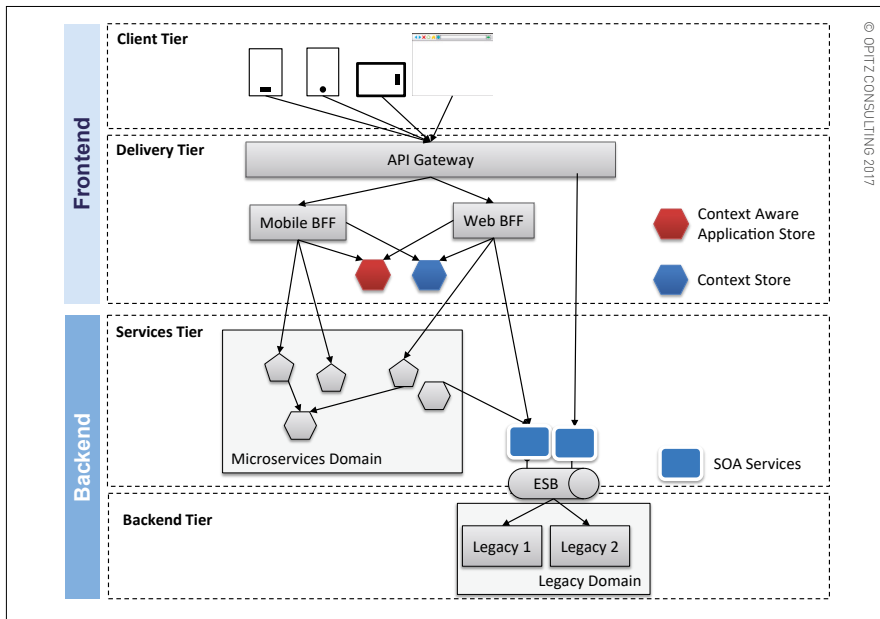 Client Tier
© OPITZ CONSULTING 2017
Frontend
Delivery Tier
API Gateway
Mobile BFF
Web BFF
Context Aware
Application Store
Context Store
Backend
Services Tier
Microservices Domain
SOA Services
ESB
Backend Tier
Legacy 1
Legacy 2
Legacy Domain